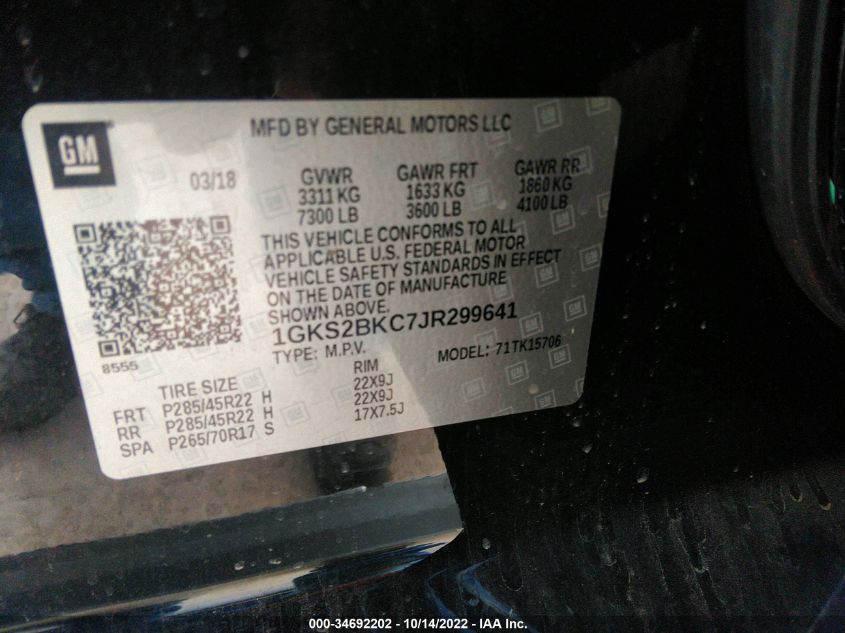 GM
MFD BY GENERAL MOTORS LLC
03/18
GVWR GAWR FRT GAWR RR
3311 KG 1633 KG 1860 KG
7300 LB 3600 LB 4100 LB
THIS VEHICLE CONFORMS TO ALL
APPLICABLE U.S. FEDERAL MOTOR
VEHICLE SAFETY STANDARDS IN EFFECT
ON THE DATE OF MANUFACTURE
SHOWN ABOVE.
1GKS2BKC7JR299641
8555
TYPE: M.P.V. MODEL: 71TK15706
TIRE SIZE RIM
FRT P285/45R22 H 22X9J
RR P285/45R22 H 22X9J
SPA P265/70R17 S 17X7.5J
000-34692202 - 10/14/2022 - IAA Inc.